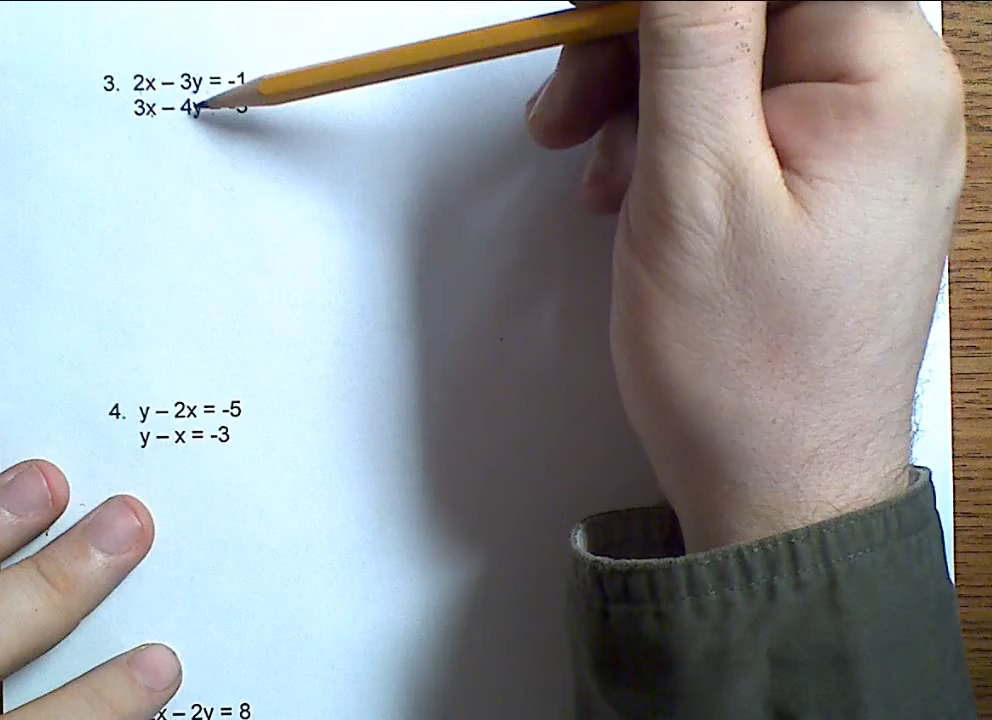 3. 2x – 3y = -1
3x – 4y
4. y – 2x = -5
y – x = -3
x – 2y = 8